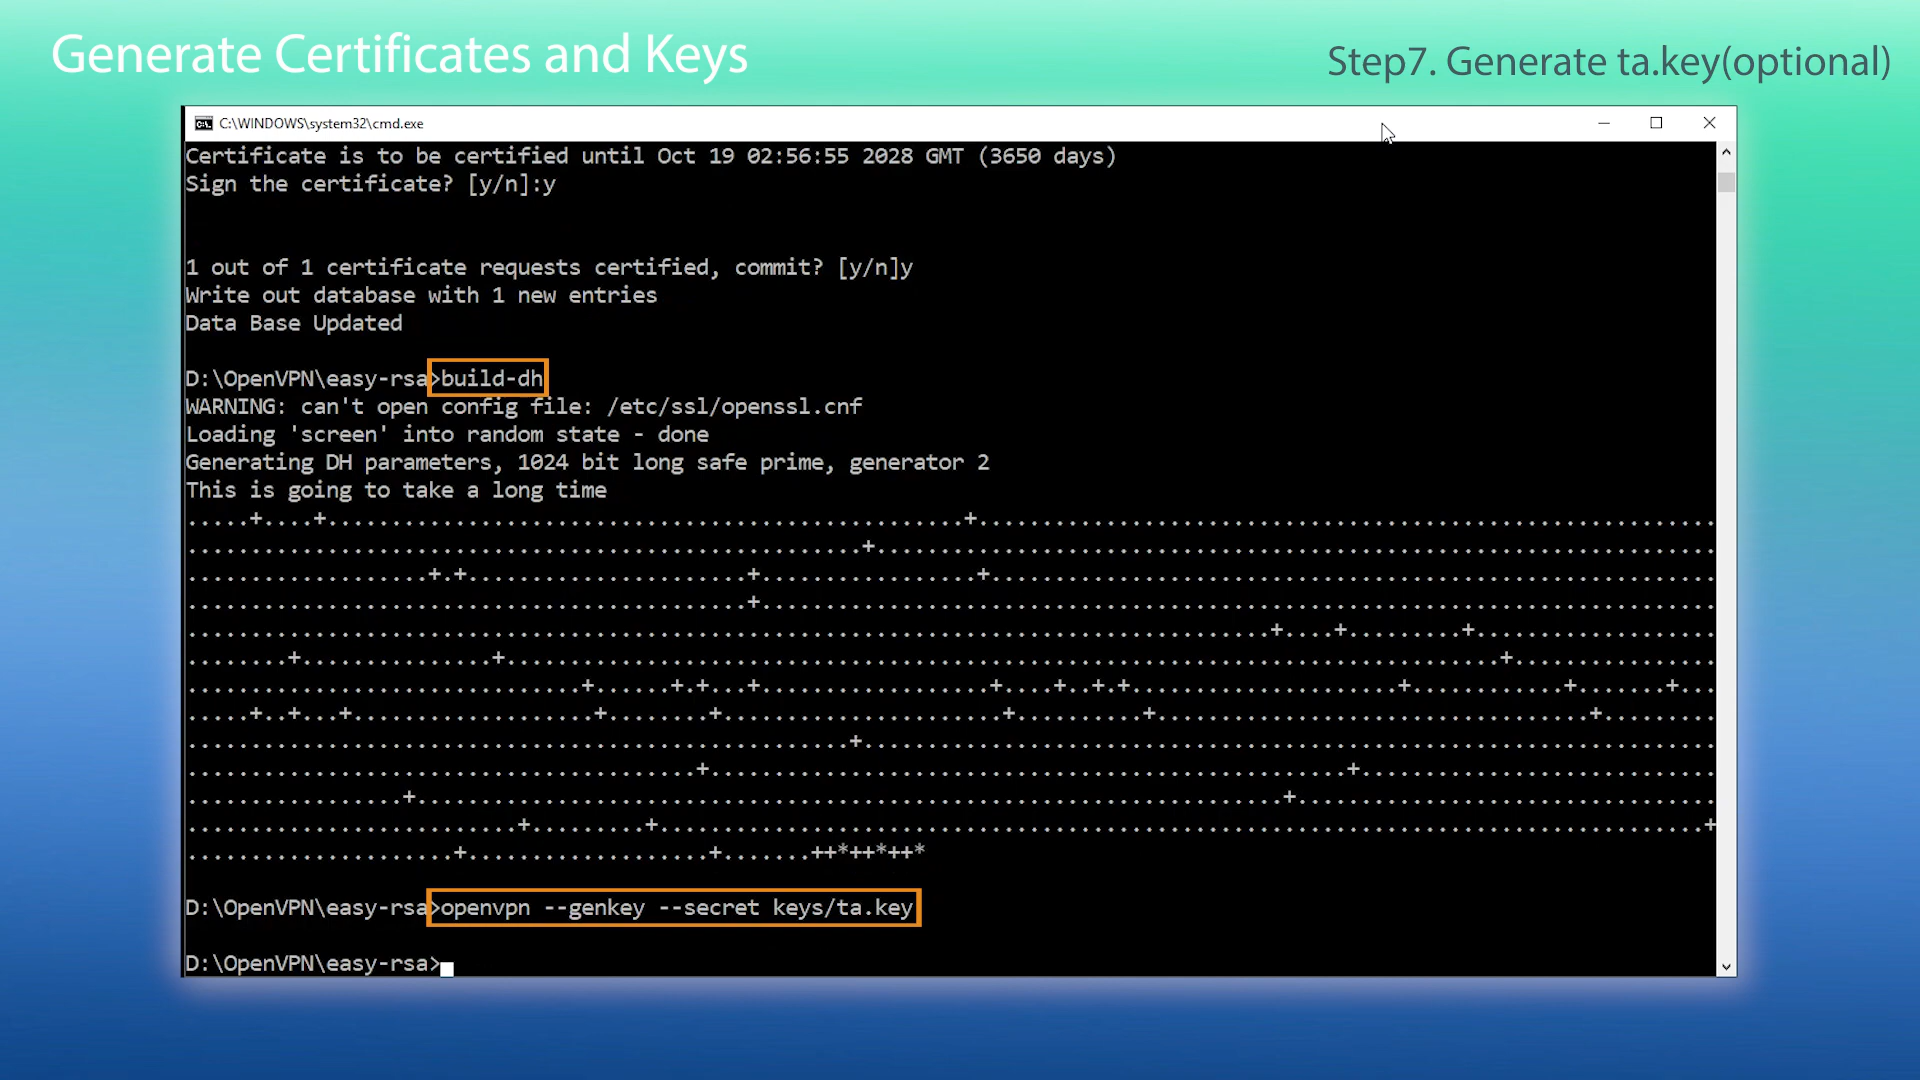 Generate Certificates and Keys
Step7. Generate ta.key(optional)
C:\WINDOWS\system32\cmd.exe
Certificate is to be certified until Oct 19 02:56:55 2028 GMT (3650 days)
Sign the certificate? [y/n]:y
1 out of 1 certificate requests certified, commit? [y/n]y
Write out database with 1 new entries
Data Base Updated
D:\OpenVPN\easy-rsa>build-dh
WARNING: can't open config file: /etc/ssl/openssl.cnf
Loading 'screen' into random state - done
Generating DH parameters, 1024 bit long safe prime, generator 2
This is going to take a long time
D:\OpenVPN\easy-rsa>openvpn --genkey --secret keys/ta.key
D:\OpenVPN\easy-rsa>